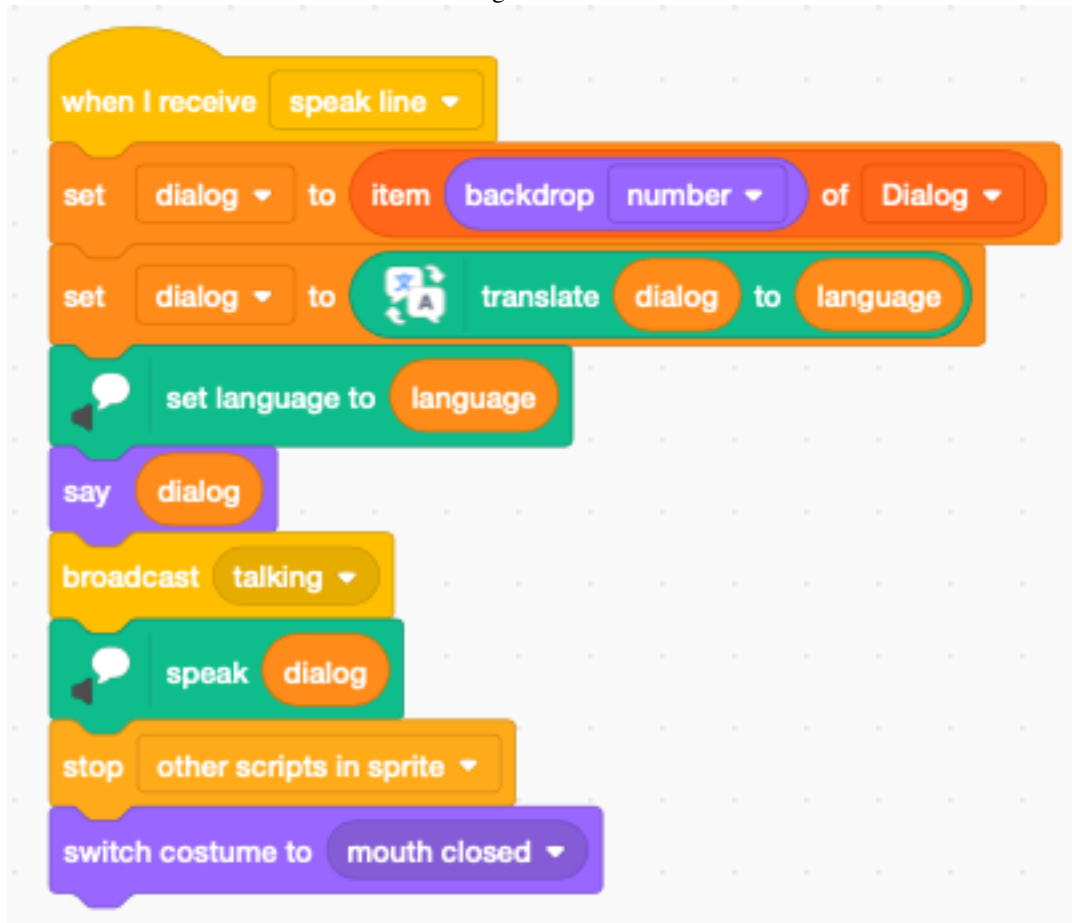 when I receive speak line
set dialog to item backdrop number of Dialog
set dialog to translate dialog to language
set language to language
say dialog
broadcast talking
speak dialog
stop other scripts in sprite
switch costume to mouth closed